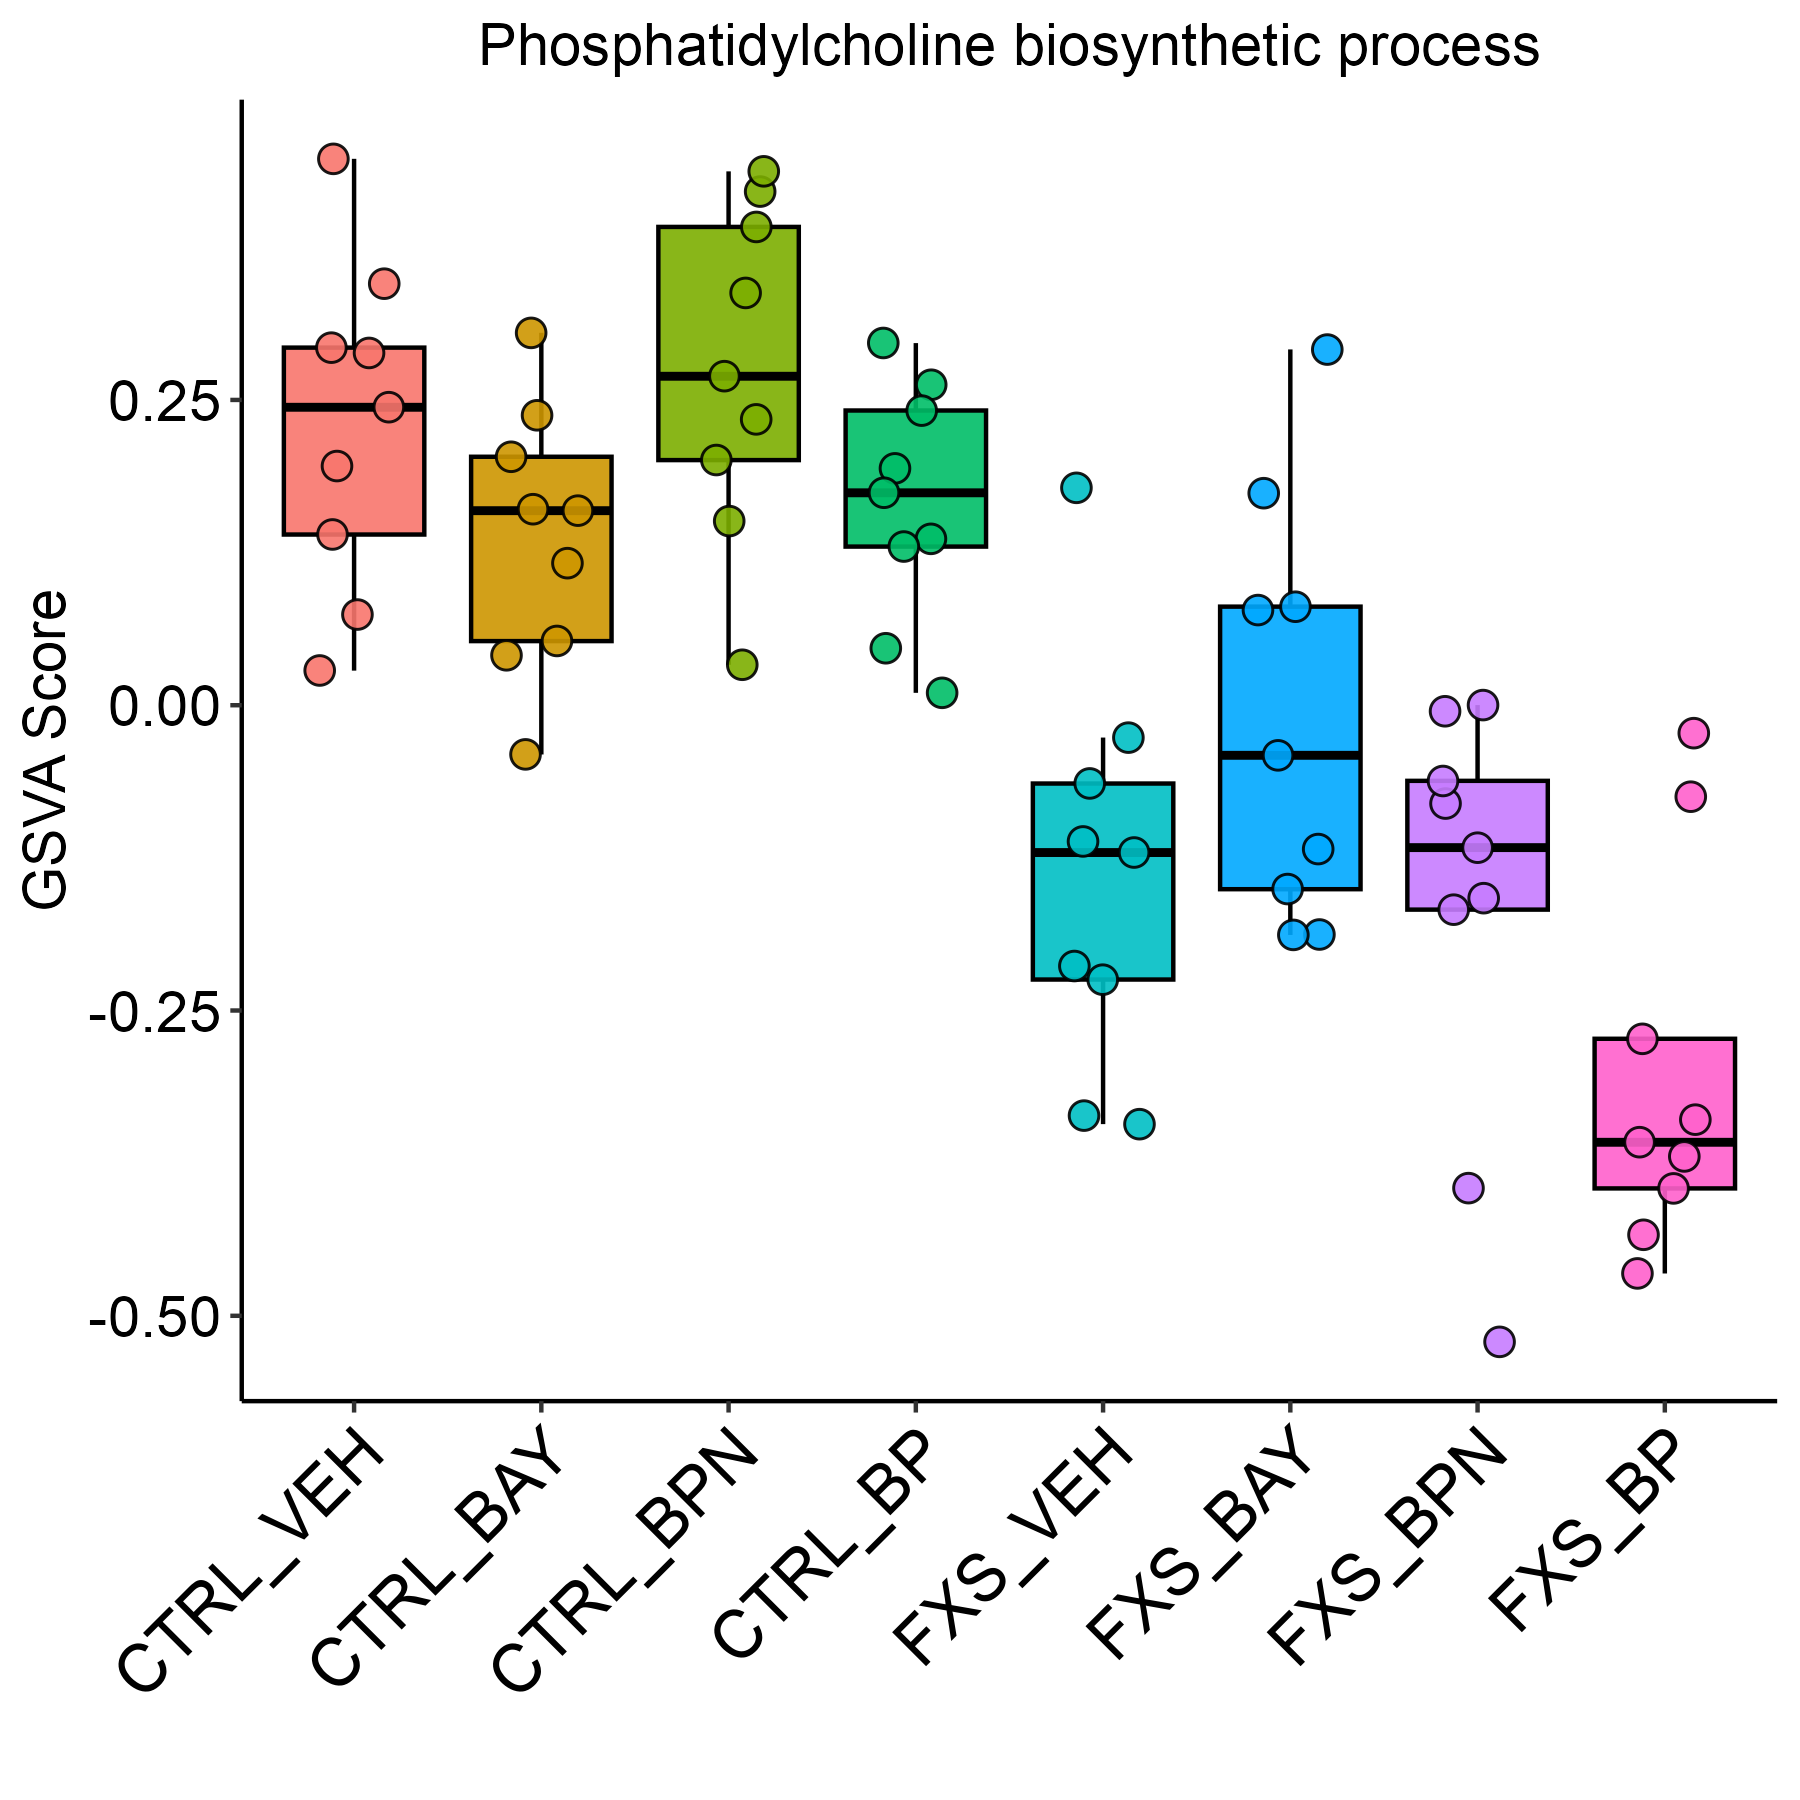 Phosphatidylcholine biosynthetic process
GSVA Score
0.25
0.00
-0.25
-0.50
CTRL_VEH
CTRL_BAY
CTRL_BPN
CTRL_BP
FXS_VEH
FXS_BAY
FXS_BPN
FXS_BP